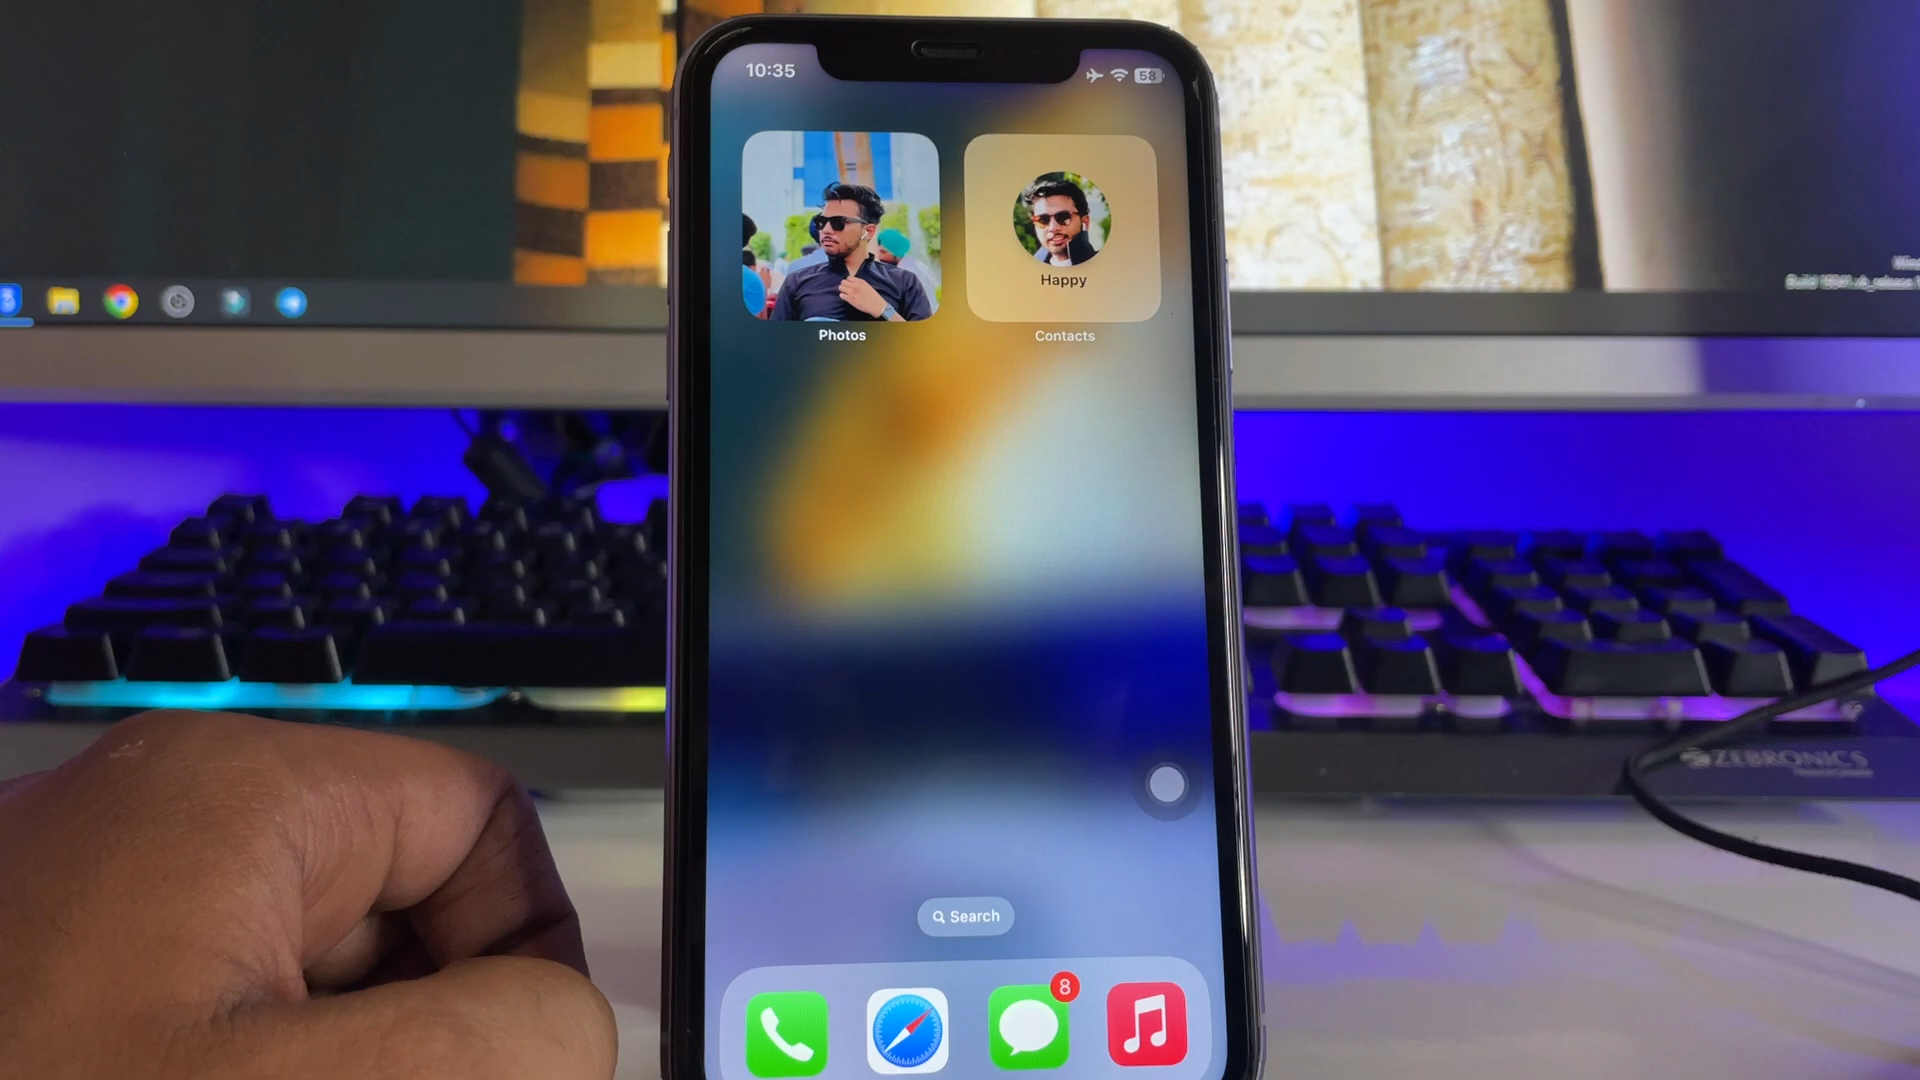 10:35
58
Happy
Photos
Contacts
Search
8
ZEBRONICS